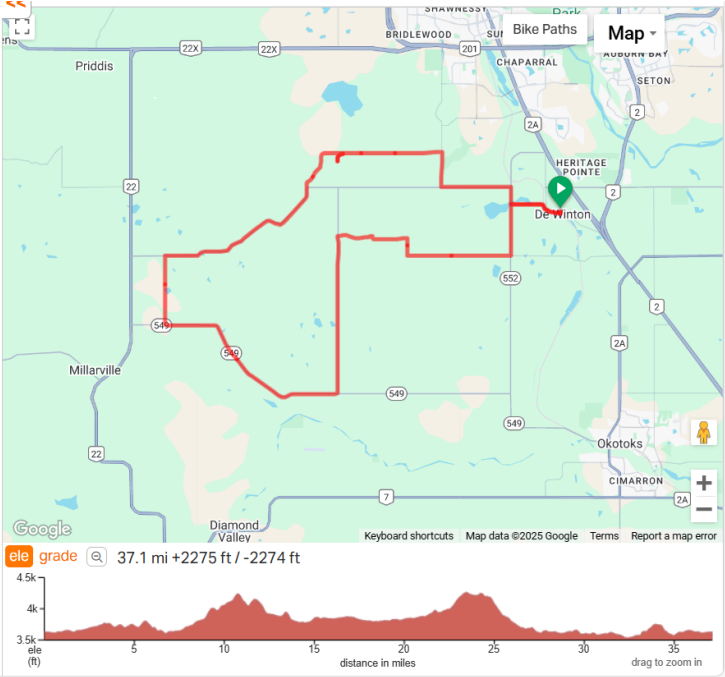 <<
SHAWNESSY
Park
Bike Paths
Map
BRIDLEWOOD
SUN
22X
22X
201
Priddis
CHAPARRAL
AUBURN BAY
SETON
2
2A
HERITAGE
POINTE
22
2
De Winton
552
2
549
2A
549
Millarville
549
549
Okotoks
22
CIMARRON
7
2A
Diamond
Valley
Google
Keyboard shortcuts
Map data ©2025 Google
Terms
Report a map error
ele
grade
37.1 mi +2275 ft / -2274 ft
4.5k
4k
3.5k
ele
(ft)
5
10
15
20
25
30
35
distance in miles
drag to zoom in